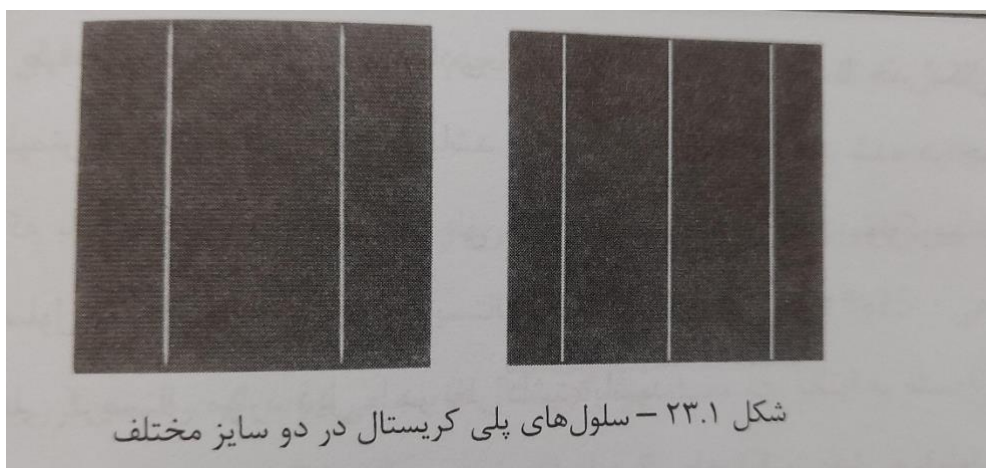 شکل ۲۳.۱ – سلول‌های پلی کریستال در دو سایز مختلف